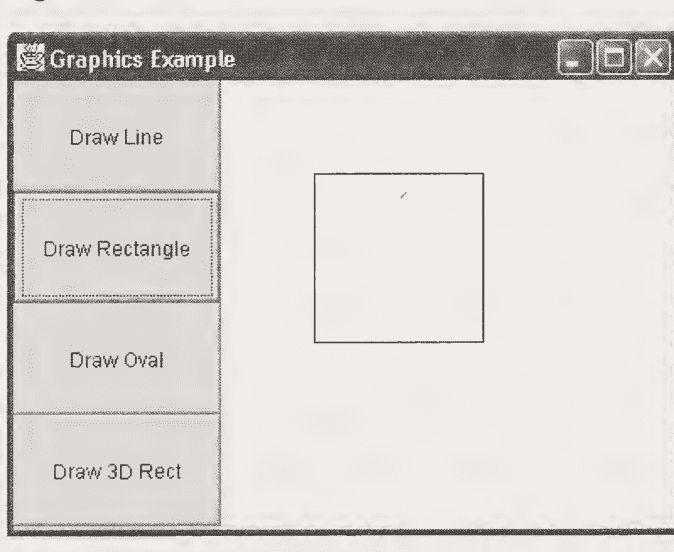 Graphics Example
Draw Line
Draw Rectangle
Draw Oval
Draw 3D Rect